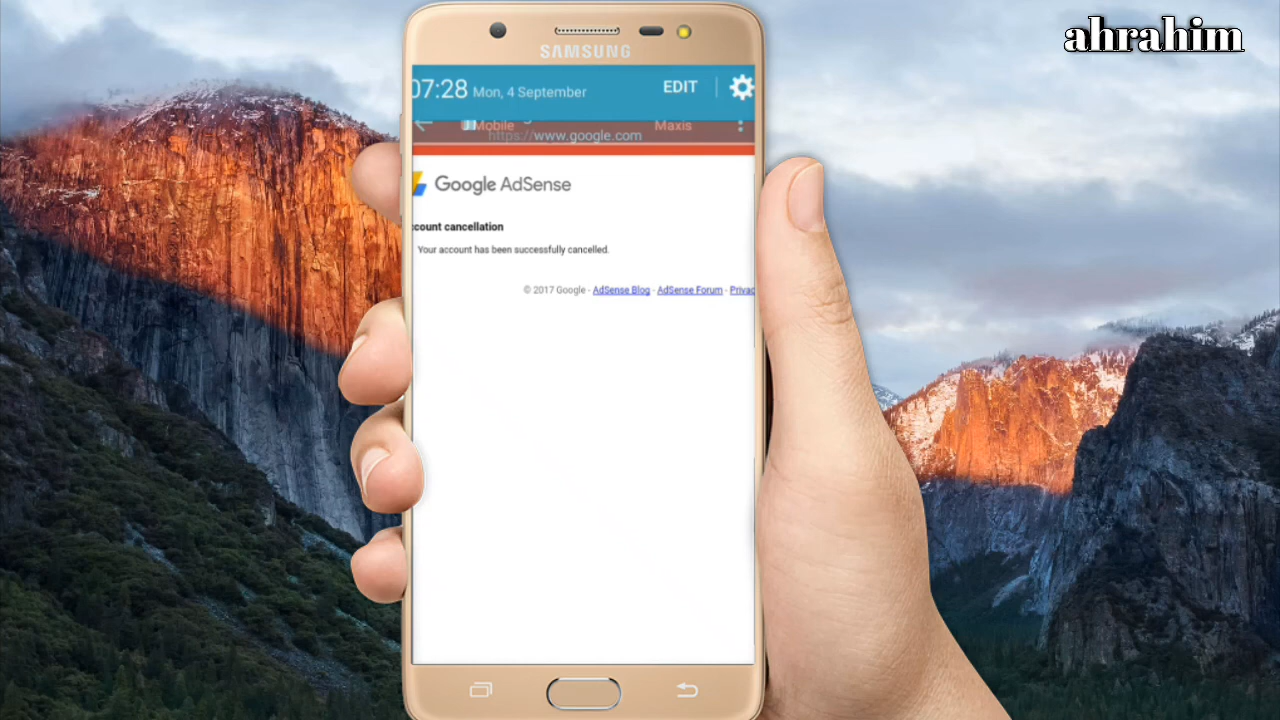 ahrahim
SAMSUNG
07:28 Mon, 4 September EDIT
Mobile Maxis
https://www.google.com
Google AdSense
count cancellation
Your account has been successfully cancelled.
© 2017 Google - AdSense Blog - AdSense Forum - Privac